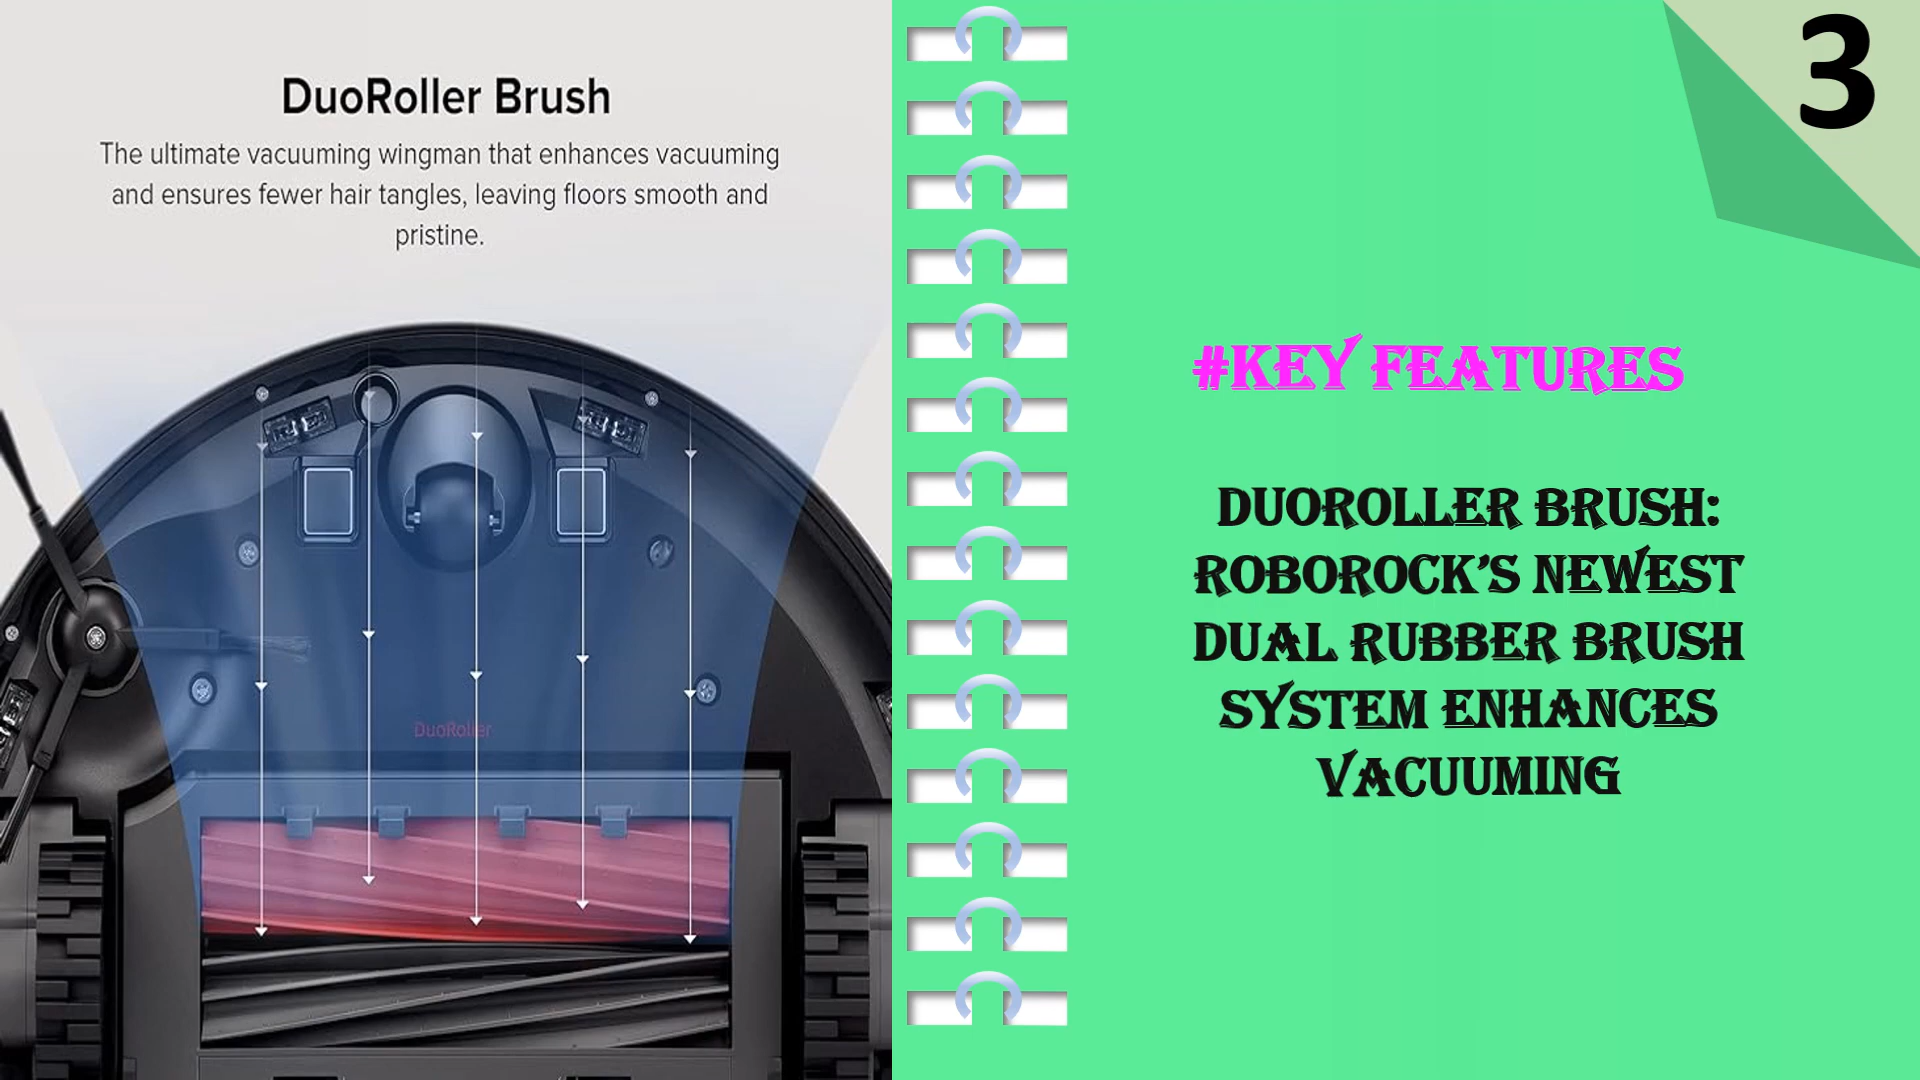 DuoRoller Brush
The ultimate vacuuming wingman that enhances vacuuming
and ensures fewer hair tangles, leaving floors smooth and
pristine.
DuoRoller
3
#KEY FEATURES
DUOROLLER BRUSH:
ROBOROCK’S NEWEST
DUAL RUBBER BRUSH
SYSTEM ENHANCES
VACUUMING